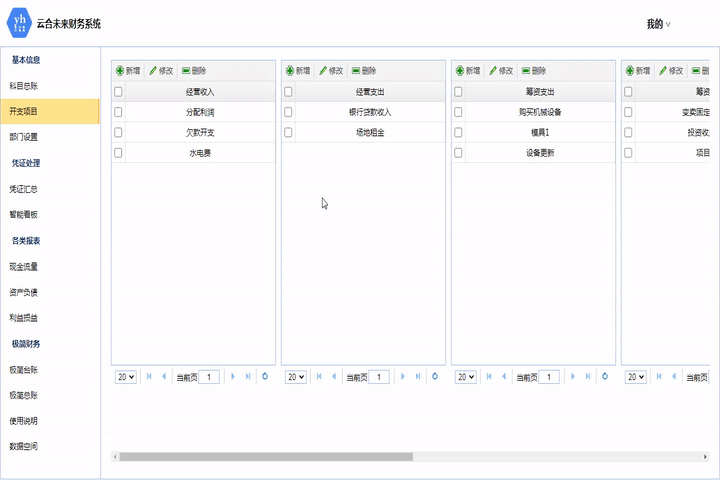 yh
云合未来财务系统
我的 ∨
基本信息
科目总账
开支项目
部门设置
凭证处理
凭证汇总
智能看板
各类报表
现金流量
资产负债
利益损益
极简财务
极简台账
极简总账
使用说明
数据空间
新增 修改 删除
经营收入
分配利润
欠款开支
水电费
20 当前页 1
新增 修改 删除
经营支出
银行贷款收入
场地租金
20 当前页 1
新增 修改 删除
筹资支出
购买机械设备
模具1
设备更新
20 当前页 1
新增 修改
筹资
变卖固定
投资收
项目
20 当前页